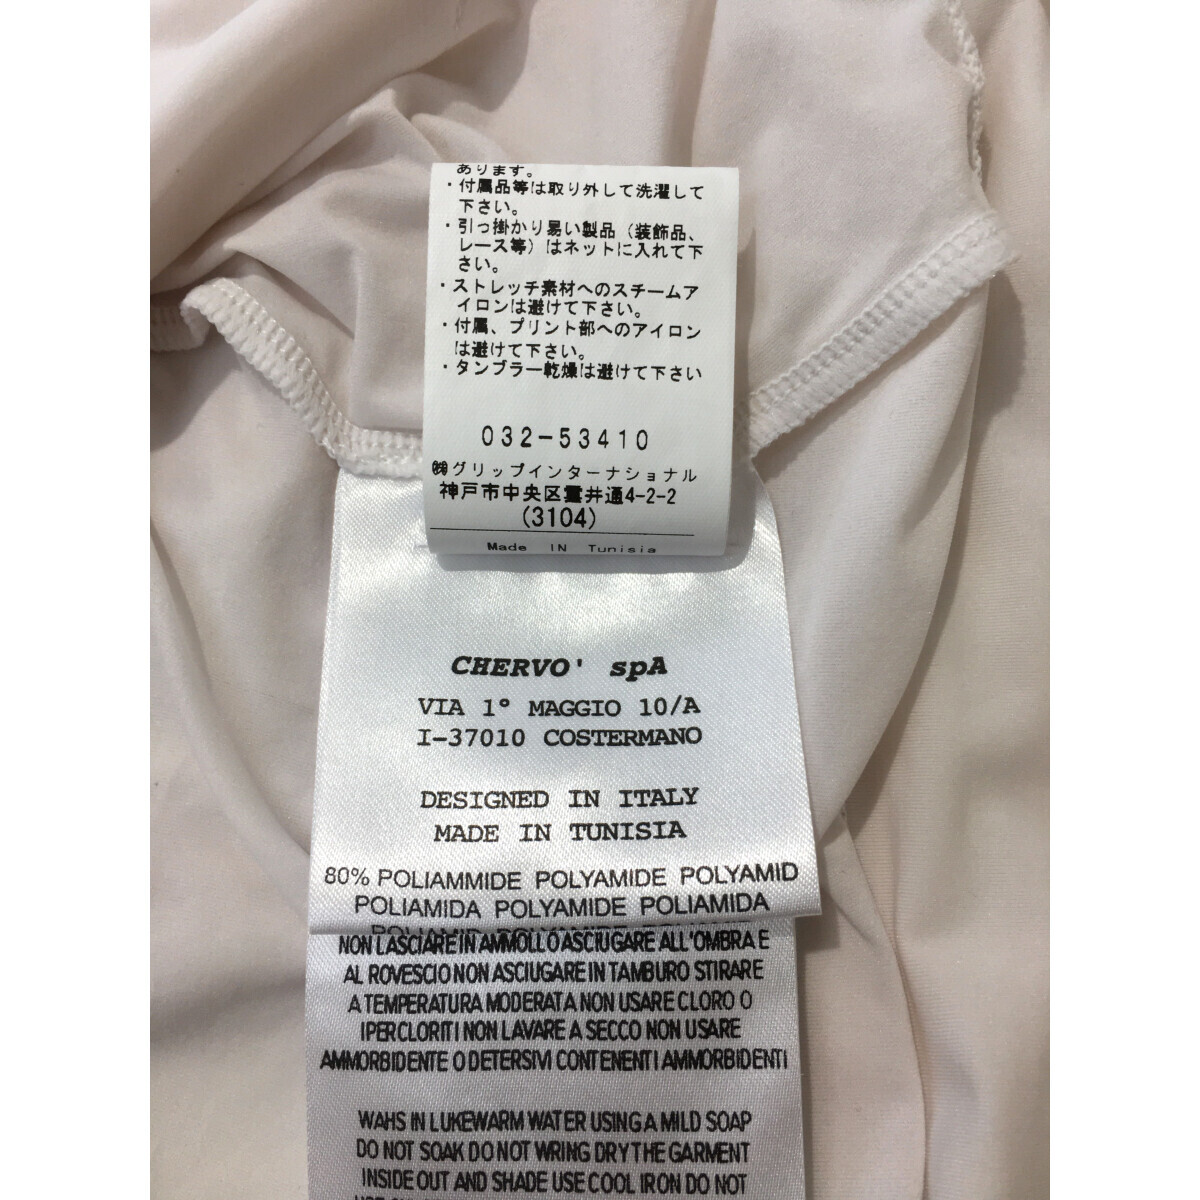 あります。
・付属品等は取り外して洗濯して
下さい。
・引っ掛かり易い製品（装飾品、
レース等）はネットに入れて下
さい。
・ストレッチ素材へのスチームア
イロンは避けて下さい。
・付属、プリント部へのアイロン
は避けて下さい。
・タンブラー乾燥は避けて下さい
032-53410
㈱グリップインターナショナル
神戸市中央区雲井通4-2-2
(3104)
Made IN Tunisia
CHERVO' spA
VIA 1° MAGGIO 10/A
I-37010 COSTERMANO
DESIGNED IN ITALY
MADE IN TUNISIA
80% POLIAMMIDE POLYAMIDE POLYAMID
POLIAMIDA POLYAMIDE POLIAMIDA
NON LASCIARE IN AMMOLLO ASCIUGARE ALL'OMBRA E
AL ROVESCIO NON ASCIUGARE IN TAMBURO STIRARE
A TEMPERATURA MODERATA NON USARE CLORO O
IPERCLORITI NON LAVARE A SECCO NON USARE
AMMORBIDENTE O DETERSIVI CONTENENTI AMMORBIDENTI
WAHS IN LUKEWARM WATER USING A MILD SOAP
DO NOT SOAK DO NOT WRING DRY THE GARMENT
INSIDE OUT AND SHADE USE COOL IRON DO NOT